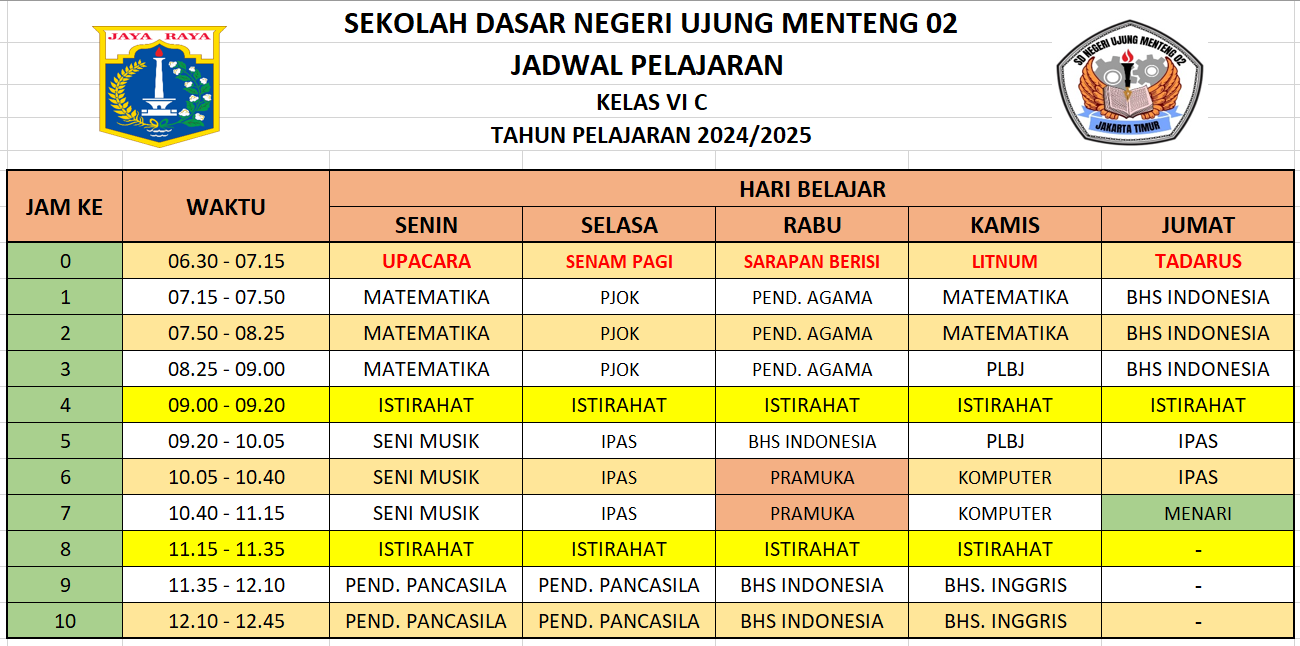 SEKOLAH DASAR NEGERI UJUNG MENTENG 02
JADWAL PELAJARAN
KELAS VI C
TAHUN PELAJARAN 2024/2025
JAYA RAYA
SD NEGERI UJUNG MENTENG 02
JAKARTA TIMUR
JAM KE WAKTU HARI BELAJAR
SENIN SELASA RABU KAMIS JUMAT
0 06.30 - 07.15 UPACARA SENAM PAGI SARAPAN BERISI LITNUM TADARUS
1 07.15 - 07.50 MATEMATIKA PJOK PEND. AGAMA MATEMATIKA BHS INDONESIA
2 07.50 - 08.25 MATEMATIKA PJOK PEND. AGAMA MATEMATIKA BHS INDONESIA
3 08.25 - 09.00 MATEMATIKA PJOK PEND. AGAMA PLBJ BHS INDONESIA
4 09.00 - 09.20 ISTIRAHAT ISTIRAHAT ISTIRAHAT ISTIRAHAT ISTIRAHAT
5 09.20 - 10.05 SENI MUSIK IPAS BHS INDONESIA PLBJ IPAS
6 10.05 - 10.40 SENI MUSIK IPAS PRAMUKA KOMPUTER IPAS
7 10.40 - 11.15 SENI MUSIK IPAS PRAMUKA KOMPUTER MENARI
8 11.15 - 11.35 ISTIRAHAT ISTIRAHAT ISTIRAHAT ISTIRAHAT -
9 11.35 - 12.10 PEND. PANCASILA PEND. PANCASILA BHS INDONESIA BHS. INGGRIS -
10 12.10 - 12.45 PEND. PANCASILA PEND. PANCASILA BHS INDONESIA BHS. INGGRIS -